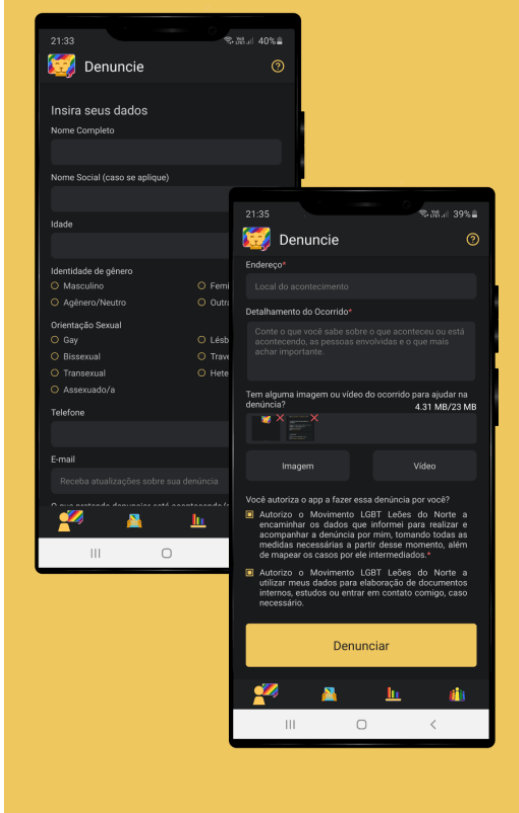 21:33
40%
Denuncie
Insira seus dados
Nome Completo
Nome Social (caso se aplique)
Idade
Identidade de gênero
Masculino
Agênero/Neutro
Orientação Sexual
Gay
Bissexual
Transexual
Assexuado/a
Telefone
E-mail
Receba atualizações sobre sua denúncia
21:35
39%
Denuncie
Endereço*
Local do acontecimento
Detalhamento do Ocorrido*
Conte o que você sabe sobre o que aconteceu ou está
acontecendo, as pessoas envolvidas e o que mais
achar importante.
Tem alguma imagem ou vídeo do ocorrido para ajudar na
denúncia?
4.31 MB/23 MB
Imagem
Vídeo
Você autoriza o app a fazer essa denúncia por você?
Autorizo o Movimento LGBT Leões do Norte a
encaminhar os dados que informei para realizar e
acompanhar a denúncia por mim, tomando todas as
medidas necessárias a partir desse momento, além
de mapear os casos por ele intermediados.*
Autorizo o Movimento LGBT Leões do Norte a
utilizar meus dados para elaboração de documentos
internos, estudos ou entrar em contato comigo, caso
necessário.
Denunciar